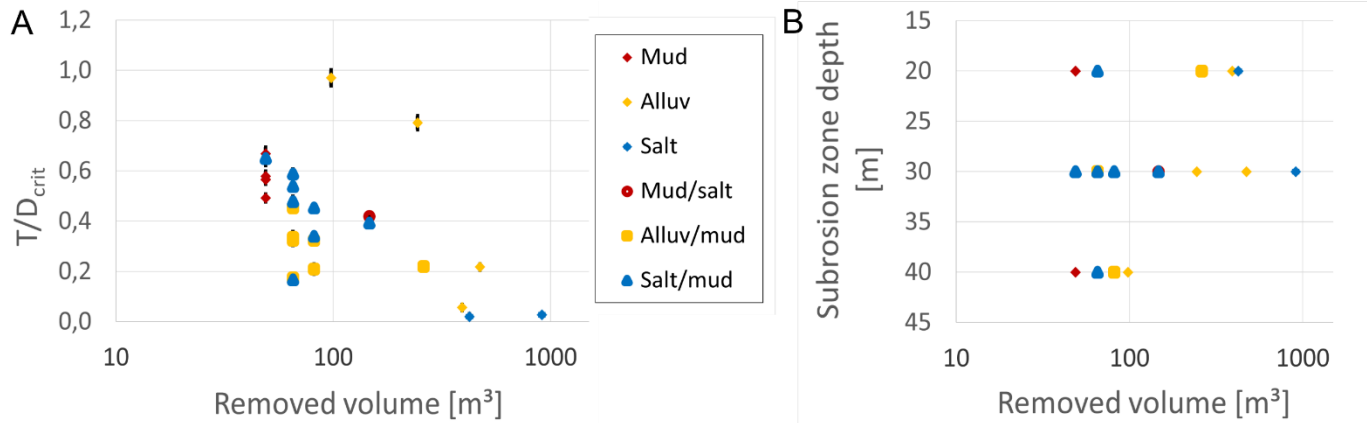 A
1,2
1,0
0,8
0,6
0,4
0,2
0,0
T/Dcrit
10
100
1000
Removed volume [m³]
Mud
Alluv
Salt
Mud/salt
Alluv/mud
Salt/mud
B
15
20
25
30
35
40
45
Subrosion zone depth
[m]
10
100
1000
Removed volume [m³]